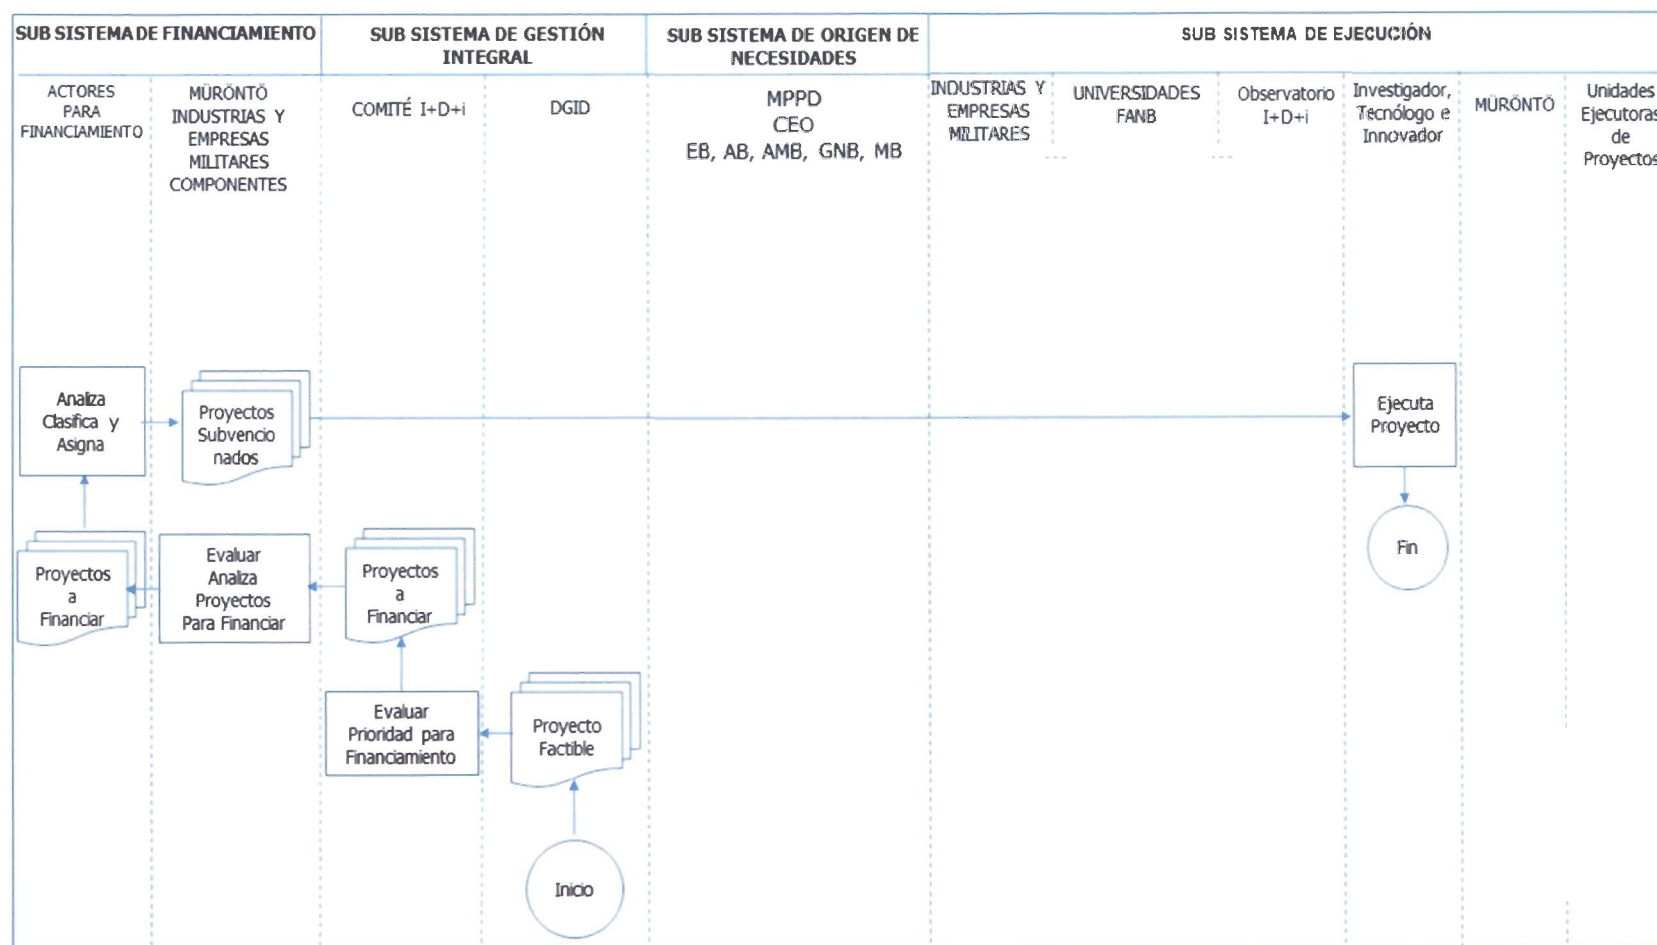 SUB SISTEMA DE FINANCIAMIENTO
SUB SISTEMA DE GESTIÓN
INTEGRAL
SUB SISTEMA DE ORIGEN DE
NECESIDADES
SUB SISTEMA DE EJECUCIÓN
ACTORES
PARA
FINANCIAMIENTO
MÜRÖNTÖ
INDUSTRIAS Y
EMPRESAS
MILITARES
COMPONENTES
COMITÉ I+D+i
DGID
MPPD
CEO
EB, AB, AMB, GNB, MB
INDUSTRIAS Y
EMPRESAS
MILITARES
UNIVERSIDADES
FANB
Observatorio
I+D+i
Investigador,
Tecnólogo e
Innovador
MÜRÖNTÖ
Unidades
Ejecutoras
de
Proyectos
Analiza
Clasifica y
Asigna
Proyectos
Subvencio
nados
Ejecuta
Proyecto
Proyectos
a
Financiar
Evaluar
Analiza
Proyectos
Para Financiar
Proyectos
a
Financiar
Fin
Evaluar
Prioridad para
Financiamiento
Proyecto
Factible
Inicio